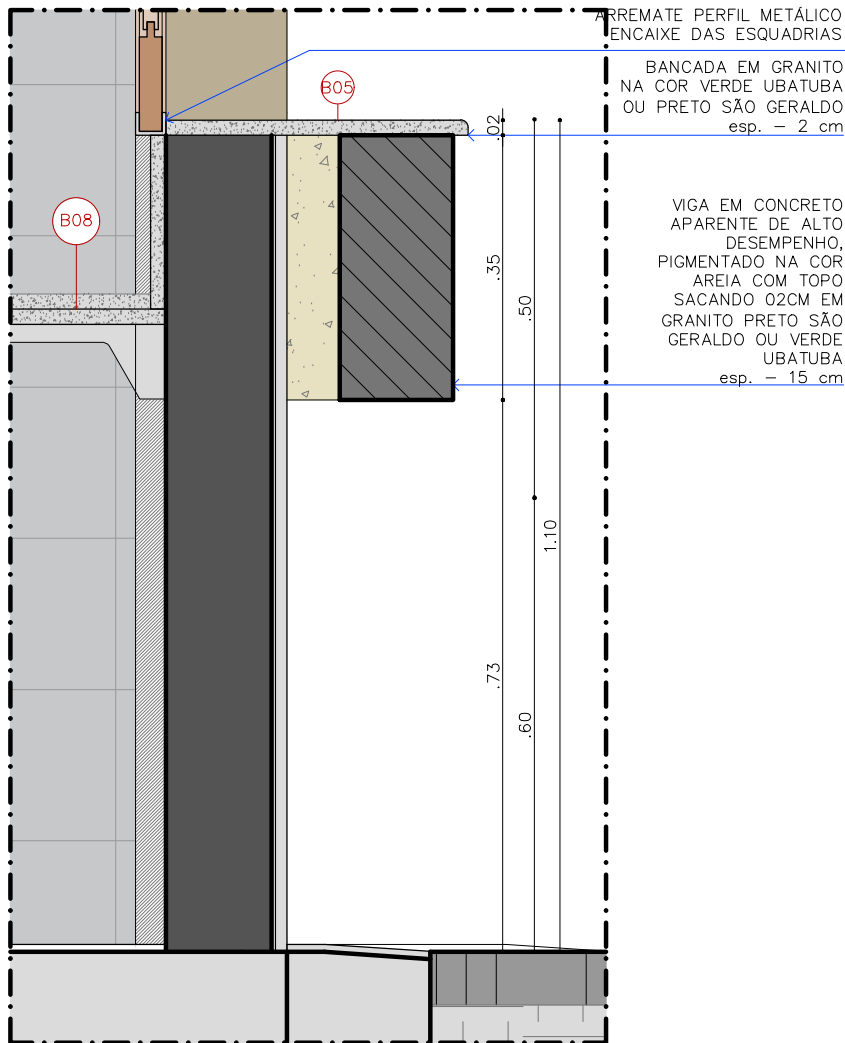 ARREMATE PERFIL METÁLICO
ENCAIXE DAS ESQUADRIAS
BANCADA EM GRANITO
NA COR VERDE UBATUBA
OU PRETO SÃO GERALDO
esp. – 2 cm
B05
.02
B08
VIGA EM CONCRETO
APARENTE DE ALTO
DESEMPENHO,
PIGMENTADO NA COR
AREIA COM TOPO
SACANDO 02CM EM
GRANITO PRETO SÃO
GERALDO OU VERDE
UBATUBA
esp. – 15 cm
.35
.50
1.10
.73
.60